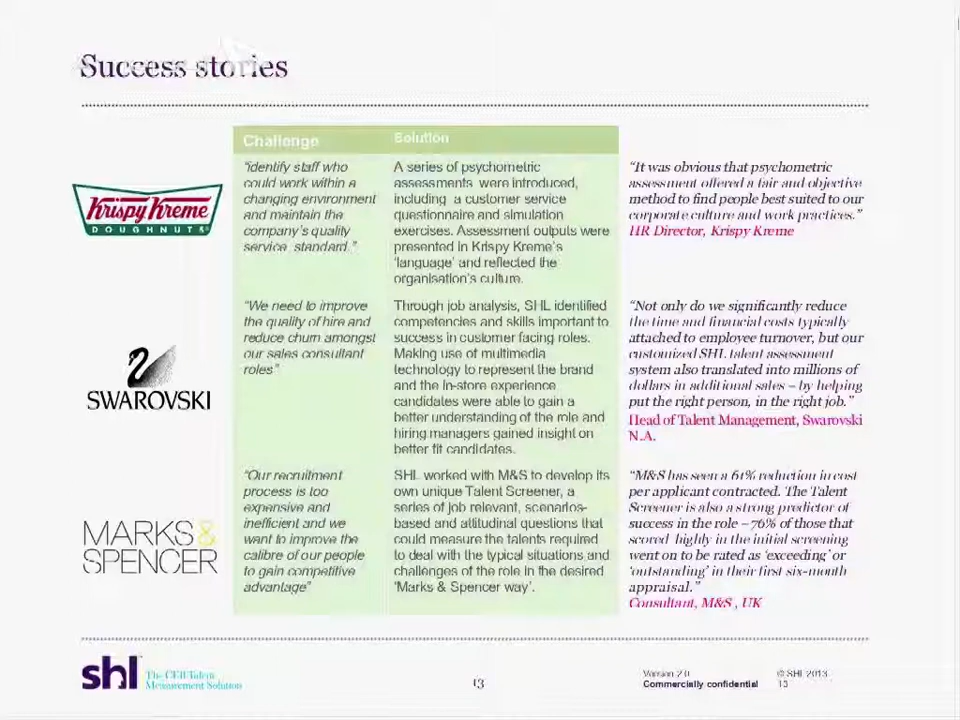 Success stories
Challenge
Solution
Krispy Kreme
DOUGHNUTS
"identify staff who
could work within a
changing environment
and maintain the
company's quality
service standard."
A series of psychometric
assessments were introduced,
including a customer service
questionnaire and simulation
exercises. Assessment outputs were
presented in Krispy Kreme's
'language' and reflected the
organisation's culture.
"It was obvious that psychometric
assessment offered a fair and objective
method to find people best suited to our
corporate culture and work practices."
HR Director, Krispy Kreme
SWAROVSKI
"We need to improve
the quality of hire and
reduce churn amongst
our sales consultant
roles"
Through job analysis, SHL identified
competencies and skills important to
success in customer facing roles.
Making use of multimedia
technology to represent the brand
and the in-store experience
candidates were able to gain a
better understanding of the role and
hiring managers gained insight on
better fit candidates.
"Not only do we significantly reduce
the time and financial costs typically
attached to employee turnover, but our
customized SHL talent assessment
system also translated into millions of
dollars in additional sales – by helping
put the right person, in the right job."
Head of Talent Management, Swarovski
N.A.
MARKS &
SPENCER
"Our recruitment
process is too
expensive and
inefficient and we
want to improve the
calibre of our people
to gain competitive
advantage"
SHL worked with M&S to develop its
own unique Talent Screener, a
series of job relevant, scenarios-
based and attitudinal questions that
could measure the talents required
to deal with the typical situations and
challenges of the role in the desired
'Marks & Spencer way'.
"M&S has seen a 61% reduction in cost
per applicant contracted. The Talent
Screener is also a strong predictor of
success in the role – 76% of those that
scored highly in the initial screening
went on to be rated as 'exceeding' or
'outstanding' in their first six-month
appraisal."
Consultant, M&S , UK
shl
The CEB Talent
Measurement Solution
13
Version 2.0
© SHL 2013
Commercially confidential
13